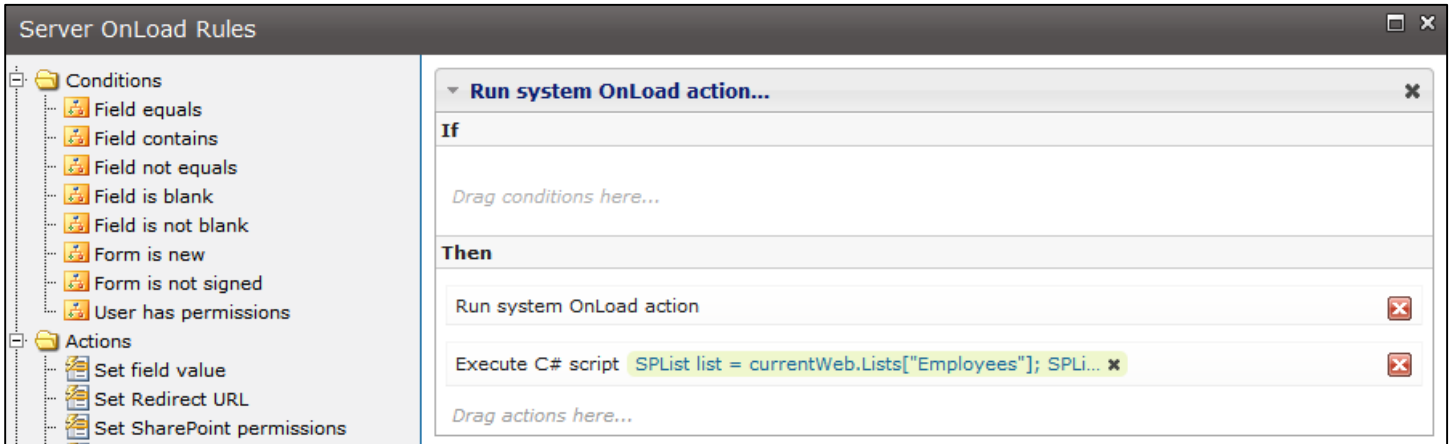 Server OnLoad Rules
Conditions
Field equals
Field contains
Field not equals
Field is blank
Field is not blank
Form is new
Form is not signed
User has permissions
Actions
Set field value
Set Redirect URL
Set SharePoint permissions
Run system OnLoad action...
If
Drag conditions here...
Then
Run system OnLoad action
Execute C# script SPList list = currentWeb.Lists["Employees"]; SPLi...
Drag actions here...